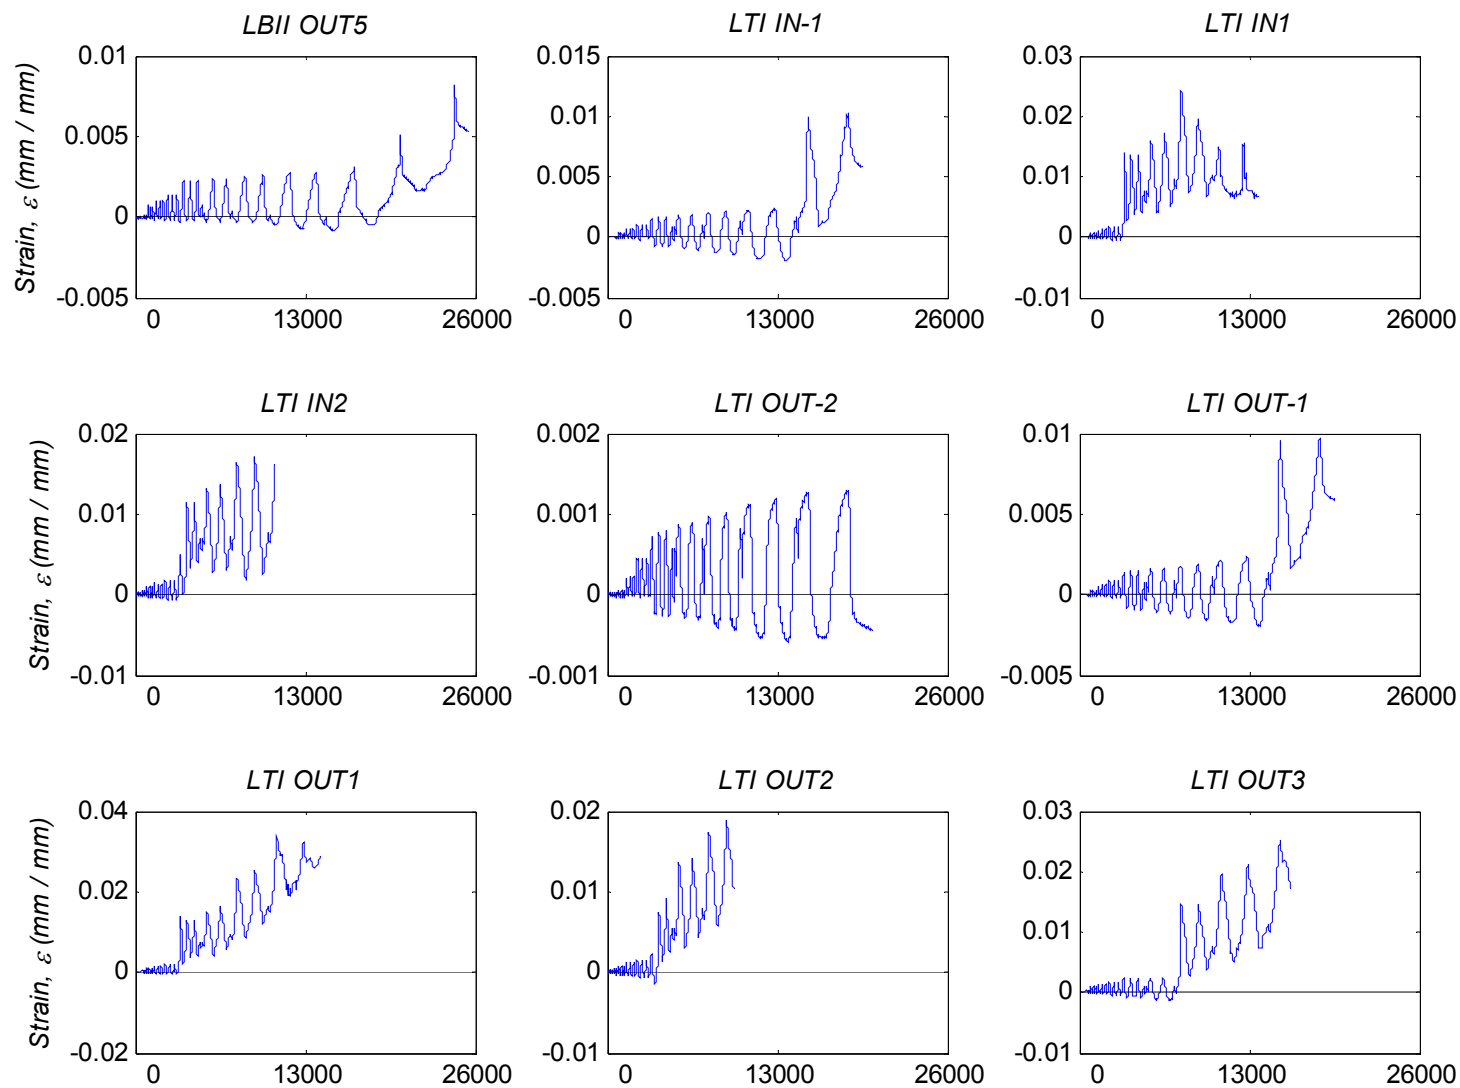 LBII OUT5
LTI IN-1
LTI IN1
0.01
0.005
0
-0.005
0 13000 26000
Strain, ε (mm / mm)
0.015
0.01
0.005
0
-0.005
0 13000 26000
0.03
0.02
0.01
0
-0.01
0 13000 26000
LTI IN2
LTI OUT-2
LTI OUT-1
0.02
0.01
0
-0.01
0 13000 26000
Strain, ε (mm / mm)
0.002
0.001
0
-0.001
0 13000 26000
0.01
0.005
0
-0.005
0 13000 26000
LTI OUT1
LTI OUT2
LTI OUT3
0.04
0.02
0
-0.02
0 13000 26000
Strain, ε (mm / mm)
0.02
0.01
0
-0.01
0 13000 26000
0.03
0.02
0.01
0
-0.01
0 13000 26000